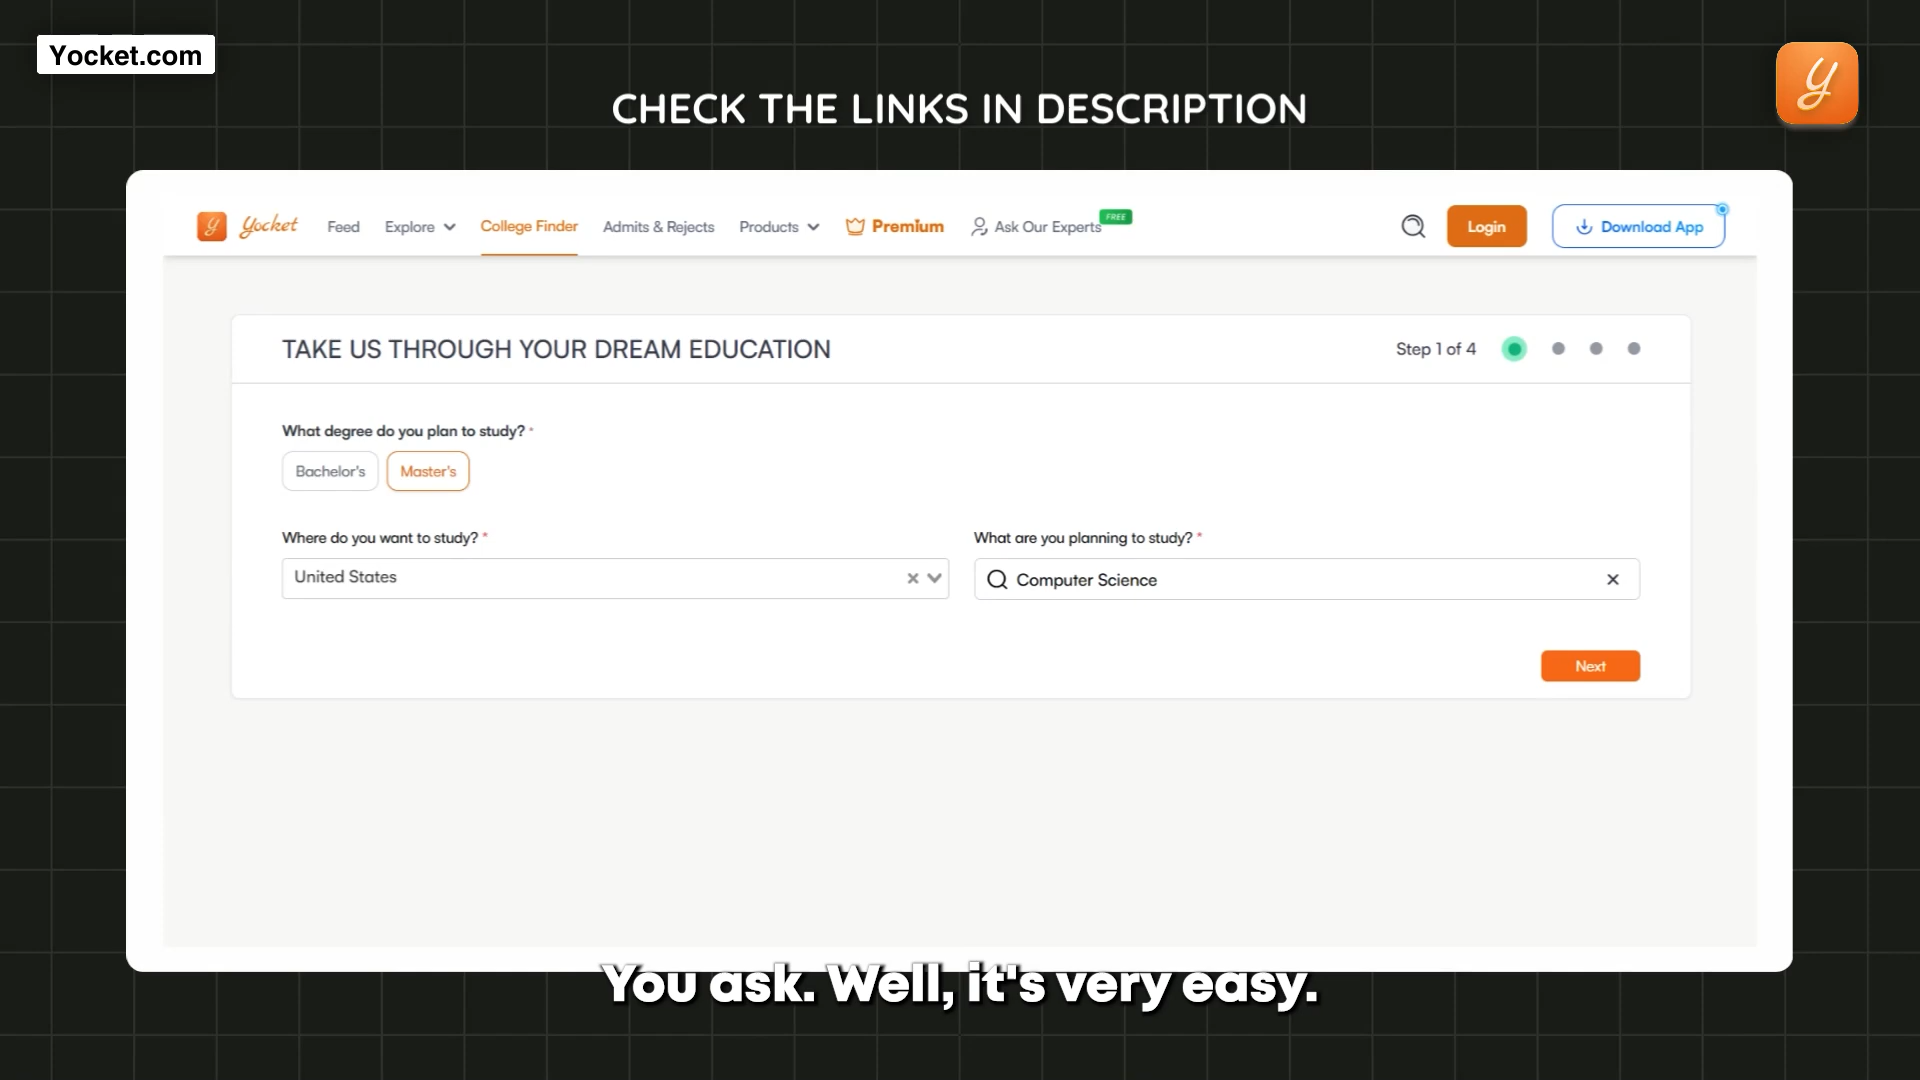 Yocket.com
y
CHECK THE LINKS IN DESCRIPTION
y Yocket Feed Explore College Finder Admits & Rejects Products Premium Ask Our Experts FREE Login Download App
TAKE US THROUGH YOUR DREAM EDUCATION
Step 1 of 4
What degree do you plan to study? *
Bachelor's Master's
Where do you want to study? *
United States
What are you planning to study? *
Computer Science
Next
You ask. Well, it's very easy.